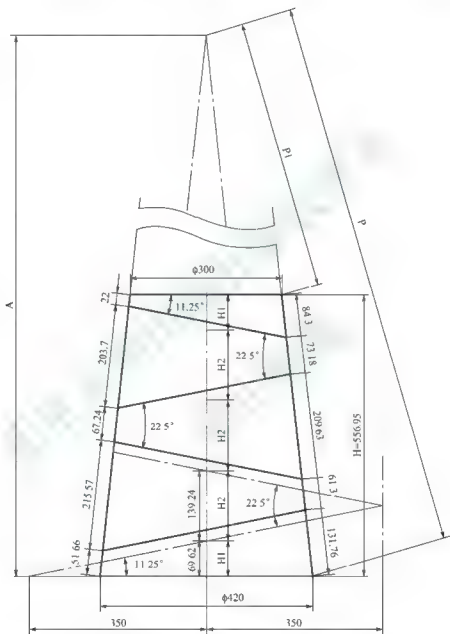 A
P1
P
φ300
22
11.25°
H1
84.3
203.7
22.5°
73.18
H2
67.24
22.5°
H2
209.63
H=556.95
215.57
139.24
H2
22.5°
61.3
51.66
11.25°
69.62
H1
131.76
φ420
350
350